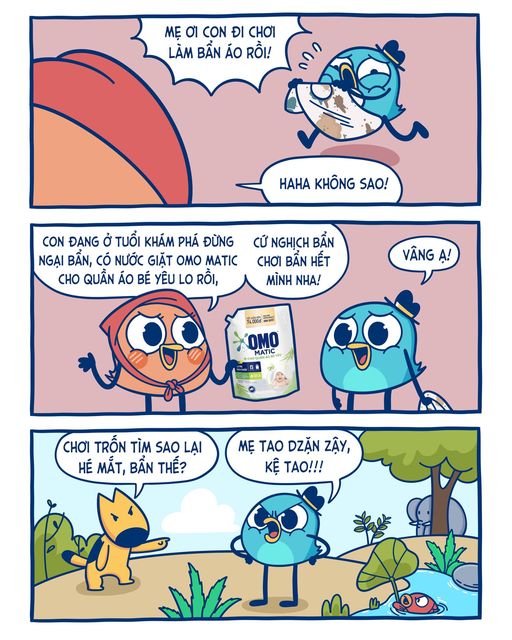 MẸ ƠI CON ĐI CHƠI
LÀM BẨN ÁO RỒI!
HAHA KHÔNG SAO!
CON ĐANG Ở TUỔI KHÁM PHÁ ĐỪNG
NGẠI BẨN, CÓ NƯỚC GIẶT OMO MATIC
CHO QUẦN ÁO BÉ YÊU LO RỒI,
CỨ NGHỊCH BẨN
CHƠI BẨN HẾT
MÌNH NHA!
VÂNG Ạ!
OMO
MATIC
CHƠI TRỐN TÌM SAO LẠI
HÉ MẮT, BẨN THẾ?
MẸ TAO DZẶN ZẬY,
KỆ TAO!!!